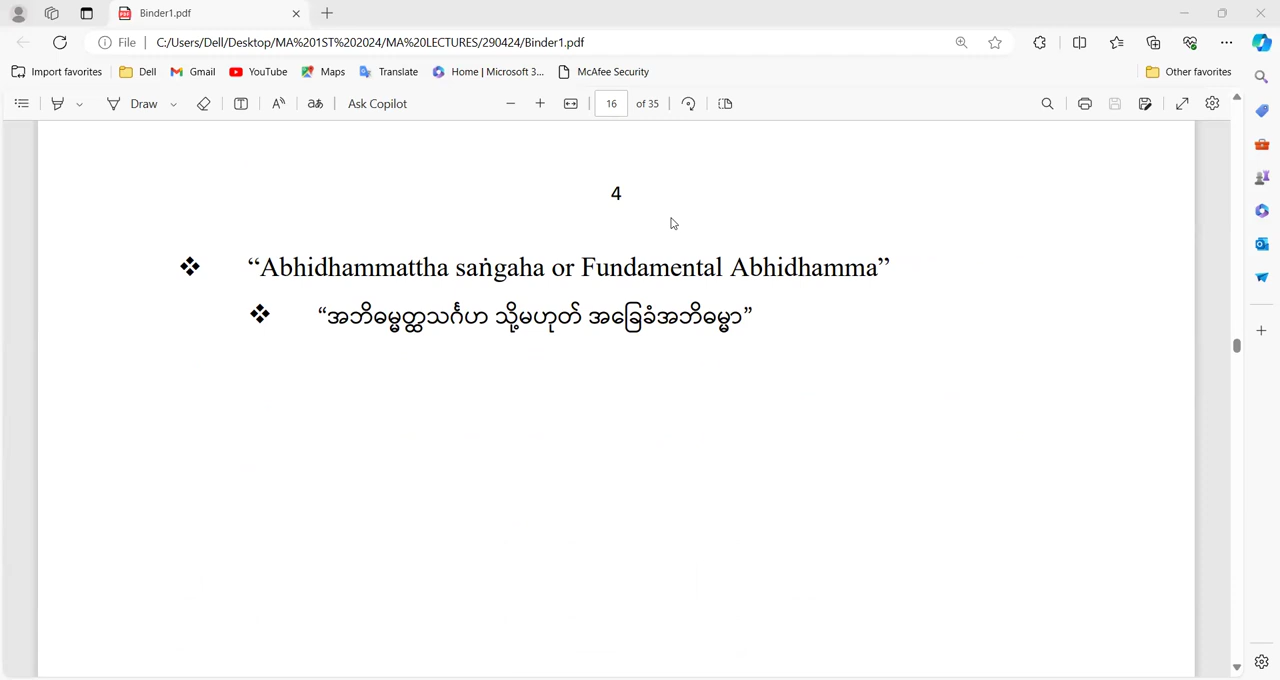 Binder1.pdf
File C:/Users/Dell/Desktop/MA%201ST%202024/MA%20LECTURES/290424/Binder1.pdf
Import favorites Dell Gmail YouTube Maps Translate Home | Microsoft 3... McAfee Security Other favorites
Draw Ask Copilot 16 of 35
4
❖ “Abhidhammattha saṅgaha or Fundamental Abhidhamma”
❖ “အဘိဓမ္မတ္ထသင်္ဂဟ သို့မဟုတ် အခြေခံအဘိဓမ္မာ”